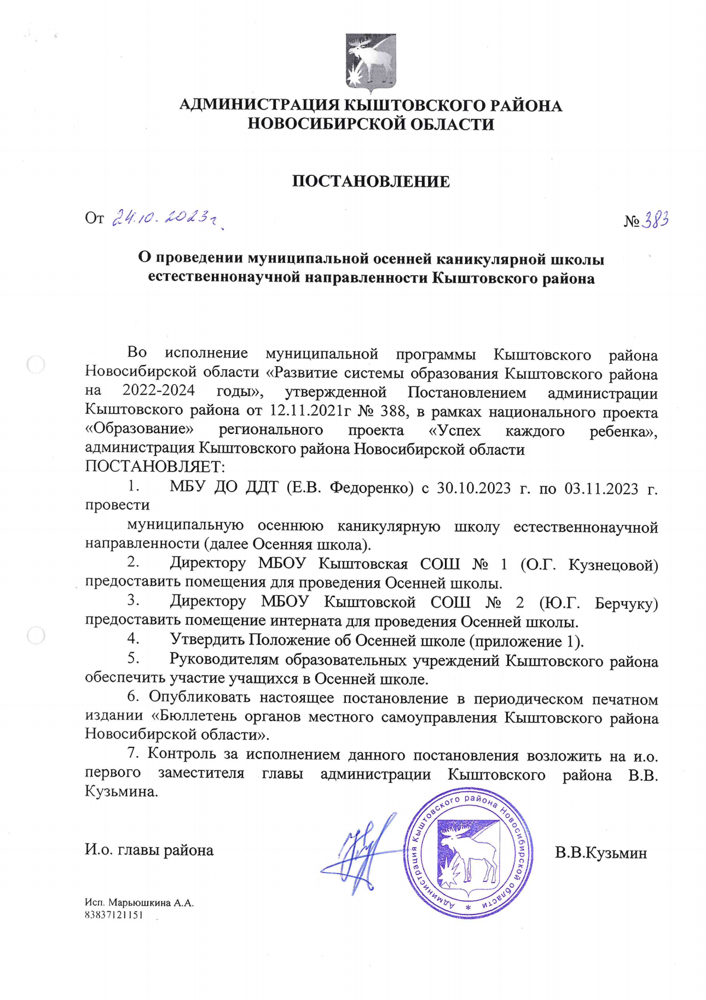 АДМИНИСТРАЦИЯ КЫШТОВСКОГО РАЙОНА
НОВОСИБИРСКОЙ ОБЛАСТИ
ПОСТАНОВЛЕНИЕ
От 24.10.2023г. № 383
О проведении муниципальной осенней каникулярной школы
естественнонаучной направленности Кыштовского района
Во исполнение муниципальной программы Кыштовского района
Новосибирской области «Развитие системы образования Кыштовского района
на 2022-2024 годы», утвержденной Постановлением администрации
Кыштовского района от 12.11.2021г № 388, в рамках национального проекта
«Образование» регионального проекта «Успех каждого ребенка»,
администрация Кыштовского района Новосибирской области
ПОСТАНОВЛЯЕТ:
1. МБУ ДО ДДТ (Е.В. Федоренко) с 30.10.2023 г. по 03.11.2023 г.
провести
муниципальную осеннюю каникулярную школу естественнонаучной
направленности (далее Осенняя школа).
2. Директору МБОУ Кыштовская СОШ № 1 (О.Г. Кузнецовой)
предоставить помещения для проведения Осенней школы.
3. Директору МБОУ Кыштовской СОШ № 2 (Ю.Г. Берчуку)
предоставить помещение интерната для проведения Осенней школы.
4. Утвердить Положение об Осенней школе (приложение 1).
5. Руководителям образовательных учреждений Кыштовского района
обеспечить участие учащихся в Осенней школе.
6. Опубликовать настоящее постановление в периодическом печатном
издании «Бюллетень органов местного самоуправления Кыштовского района
Новосибирской области».
7. Контроль за исполнением данного постановления возложить на и.о.
первого заместителя главы администрации Кыштовского района В.В.
Кузьмина.
И.о. главы района В.В.Кузьмин
Администрация Кыштовского района Новосибирской области *
Исп. Марьюшкина А.А.
83837121151